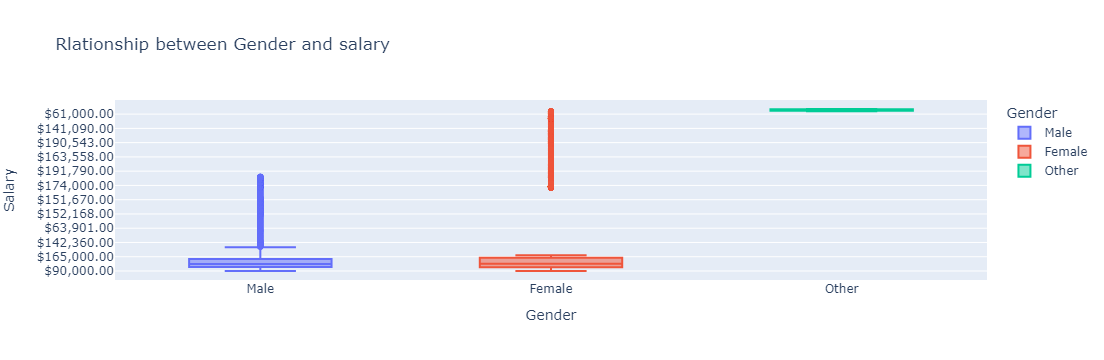 Rlationship between Gender and salary
$61,000.00
$141,090.00
$190,543.00
$163,558.00
$191,790.00
$174,000.00
$151,670.00
$152,168.00
$63,901.00
$142,360.00
$165,000.00
$90,000.00
Salary
Male
Female
Other
Gender
Gender
Male
Female
Other